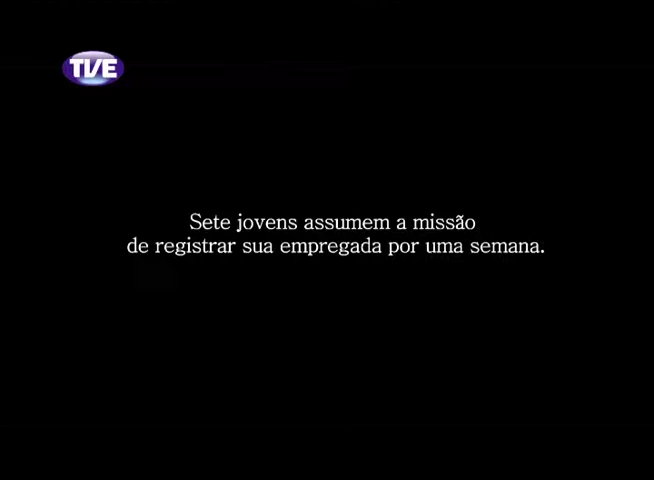 TVE
Sete jovens assumem a missão
de registrar sua empregada por uma semana.